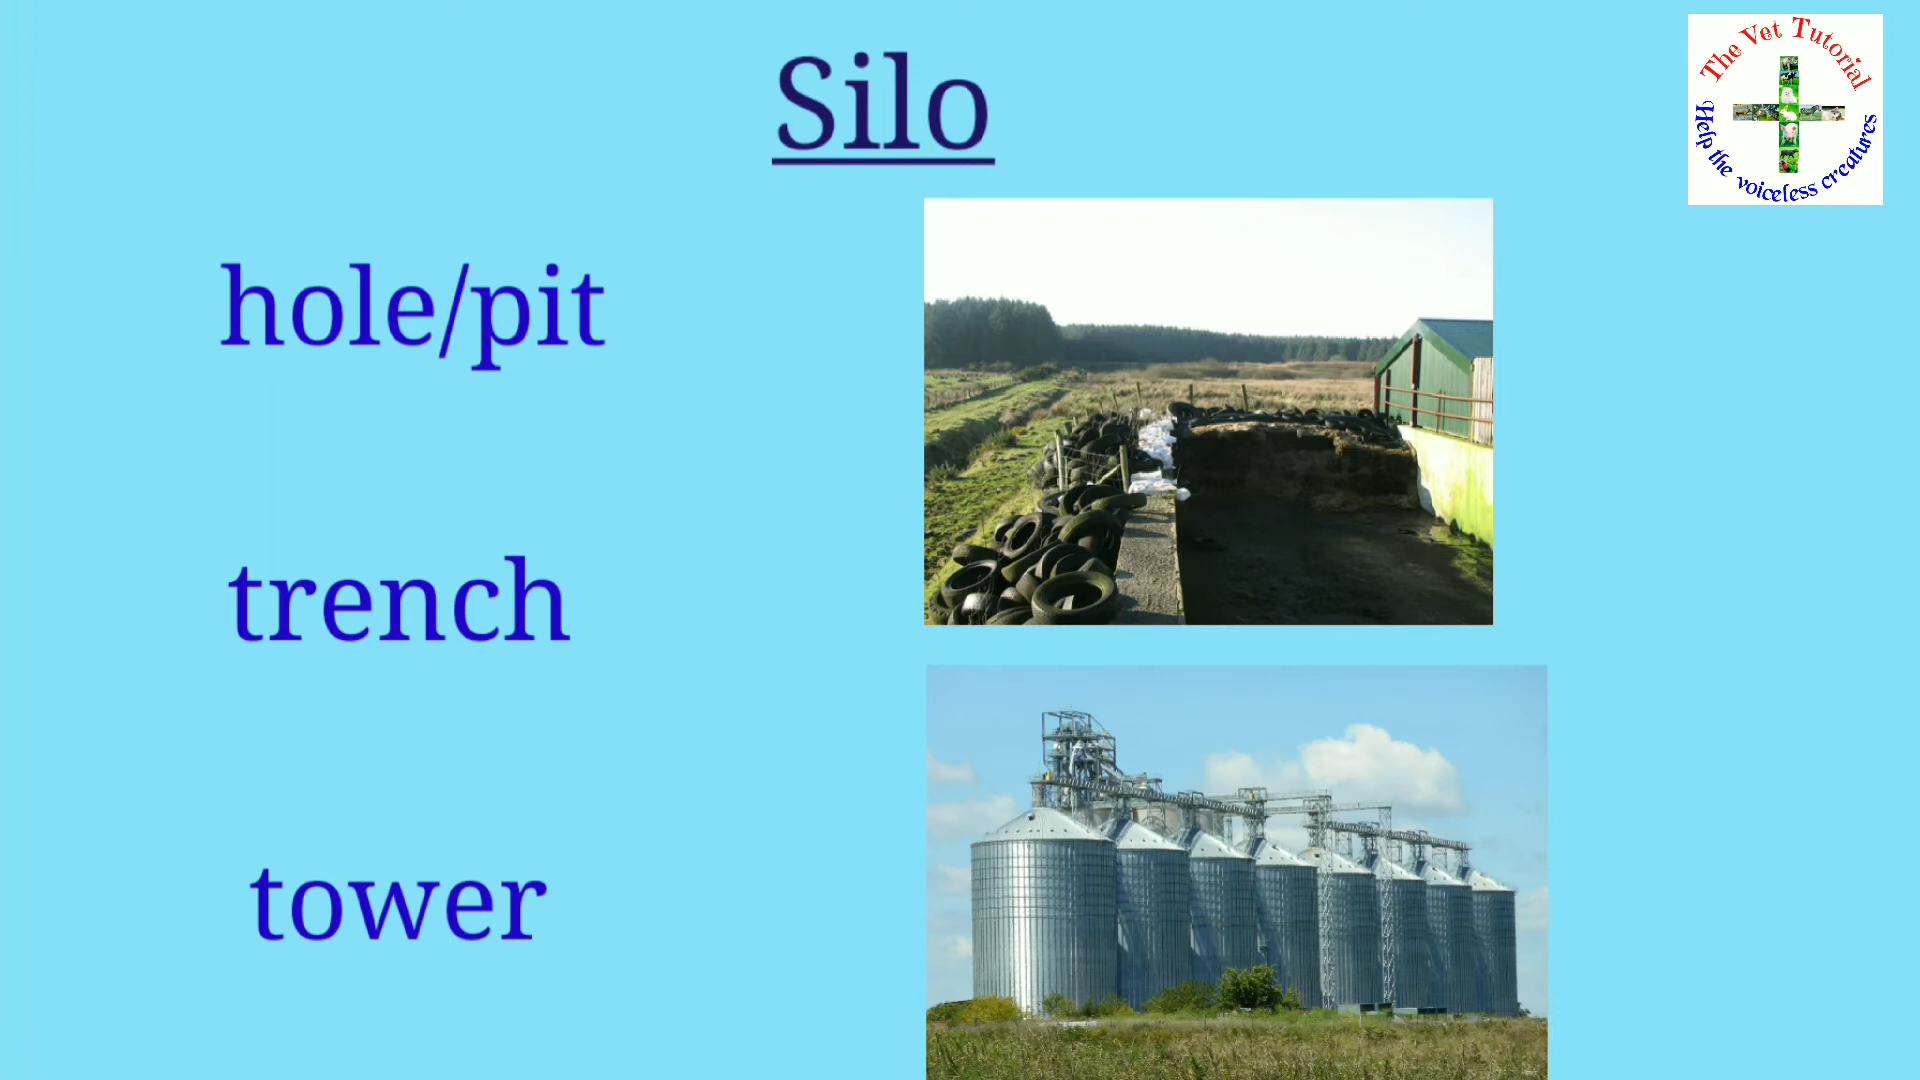 Silo
The Vet Tutorial
Help the voiceless creatures
hole/pit
trench
tower